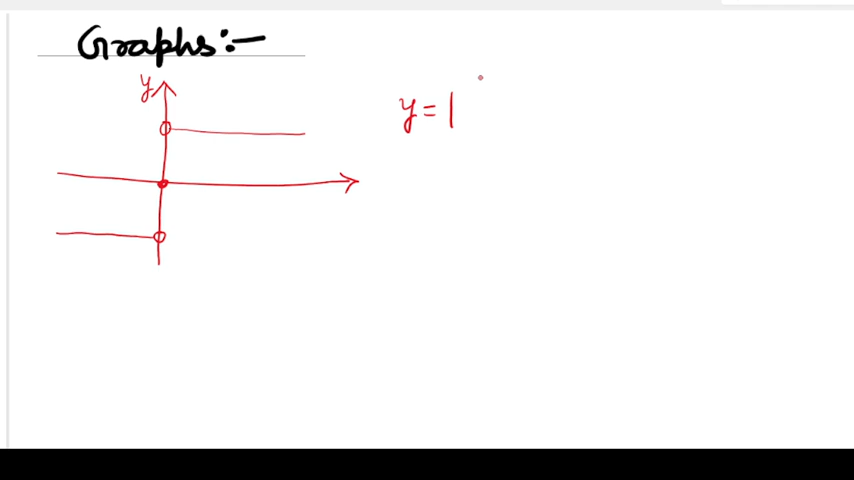 Graphs:-
y
y = 1